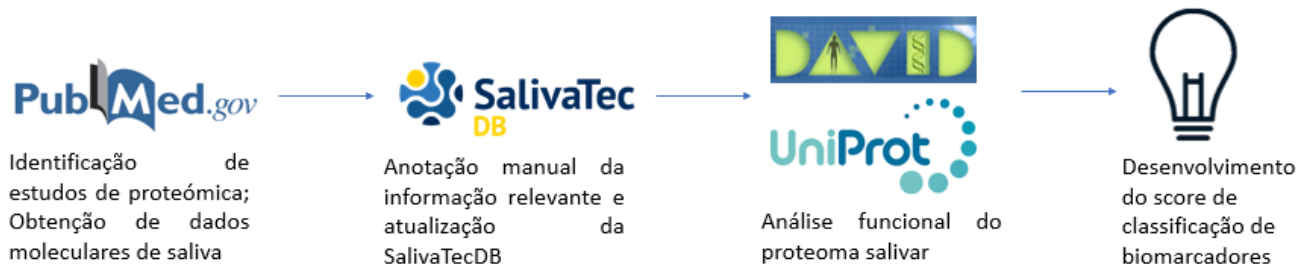 PubMed.gov
Identificação de
estudos de proteómica;
Obtenção de dados
moleculares de saliva
SalivaTec
DB
Anotação manual da
informação relevante e
atualização da
SalivaTecDB
DAVID
UniProt
Análise funcional do
proteoma salivar
Desenvolvimento
do score de
classificação de
biomarcadores